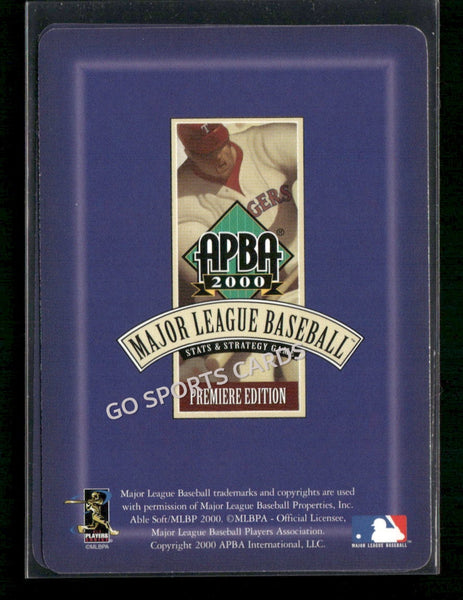 T
GERS
APBA®
2000
MAJOR LEAGUE BASEBALL™
STATS & STRATEGY GAME
GO SPORTS CARDS
PREMIERE EDITION
Major League Baseball trademarks and copyrights are used
with permission of Major League Baseball Properties, Inc.
Able Soft/MLBP 2000. ©MLBPA - Official Licensee,
Major League Baseball Players Association.
Copyright 2000 APBA International, LLC.
PLAYERS
©MLBPA
MAJOR LEAGUE BASEBALL